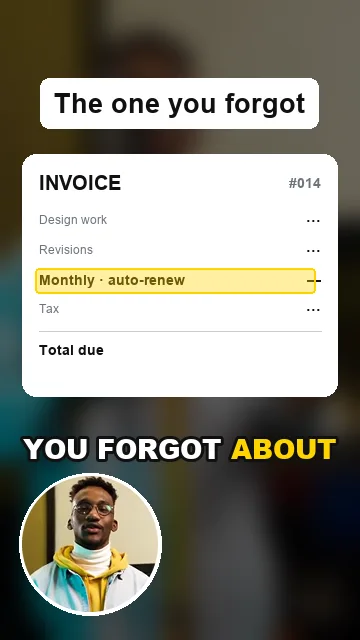 The one you forgot
INVOICE #014
Design work ...
Revisions ...
Monthly · auto-renew —
Tax ...
Total due
YOU FORGOT ABOUT